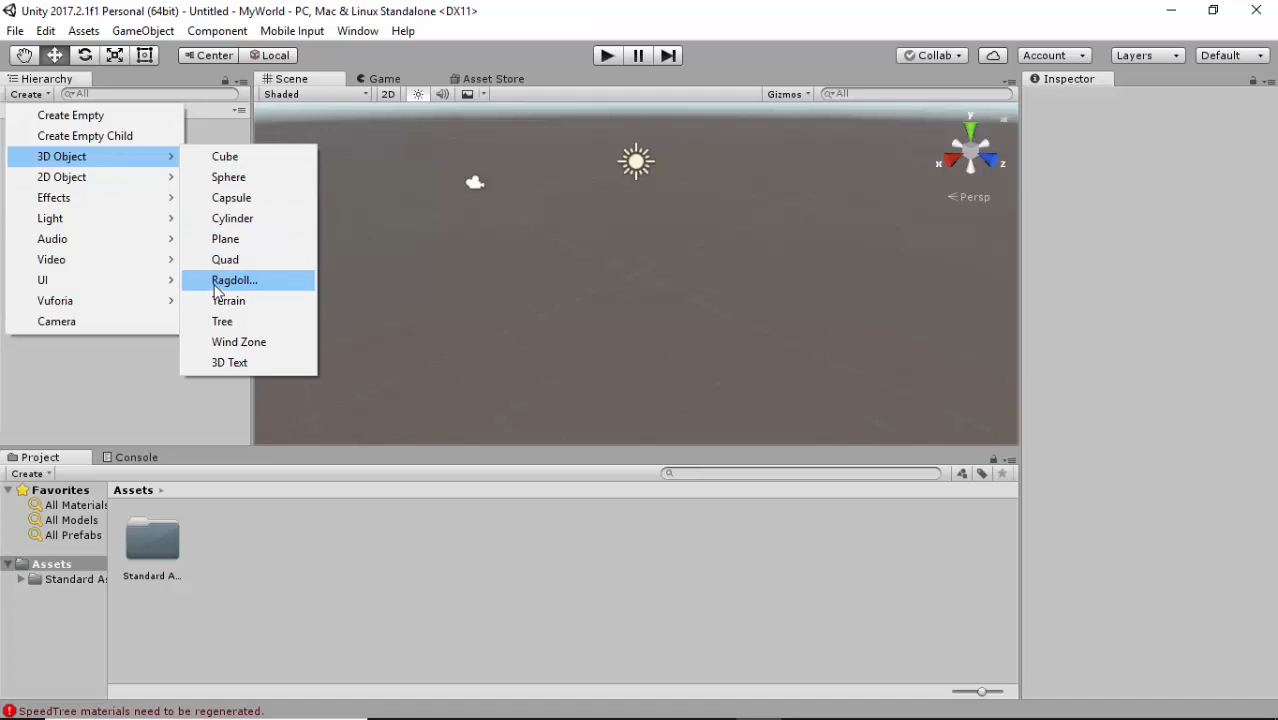 Unity 2017.2.1f1 Personal (64bit) - Untitled - MyWorld - PC, Mac & Linux Standalone <DX11>
File Edit Assets GameObject Component Mobile Input Window Help
Center Local Collab Account Layers Default
Hierarchy Scene Game Asset Store Inspector
Create All Shaded 2D Gizmos All
Create Empty
Create Empty Child
3D Object
2D Object
Effects
Light
Audio
Video
UI
Vuforia
Camera
Cube
Sphere
Capsule
Cylinder
Plane
Quad
Ragdoll...
Terrain
Tree
Wind Zone
3D Text
y
x z
Persp
Project Console
Create
Favorites
All Materials
All Models
All Prefabs
Assets
Standard As
Assets
Standard A...
SpeedTree materials need to be regenerated.